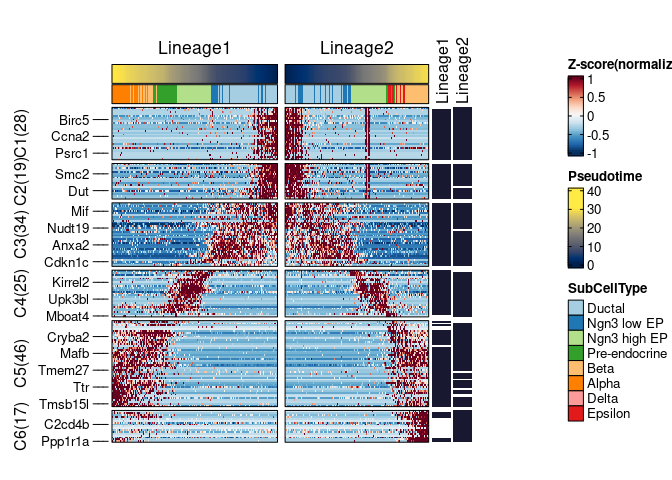 Lineage1
Lineage2
Lineage1
Lineage2
C1(28)
Birc5
Ccna2
Psrc1
C2(19)
Smc2
Dut
C3(34)
Mif
Nudt19
Anxa2
Cdkn1c
C4(25)
Kirrel2
Upk3bl
Mboat4
C5(46)
Cryba2
Mafb
Tmem27
Ttr
Tmsb15l
C6(17)
C2cd4b
Ppp1r1a
Z-score(normaliz
1
0.5
0
-0.5
-1
Pseudotime
40
30
20
10
0
SubCellType
Ductal
Ngn3 low EP
Ngn3 high EP
Pre-endocrine
Beta
Alpha
Delta
Epsilon